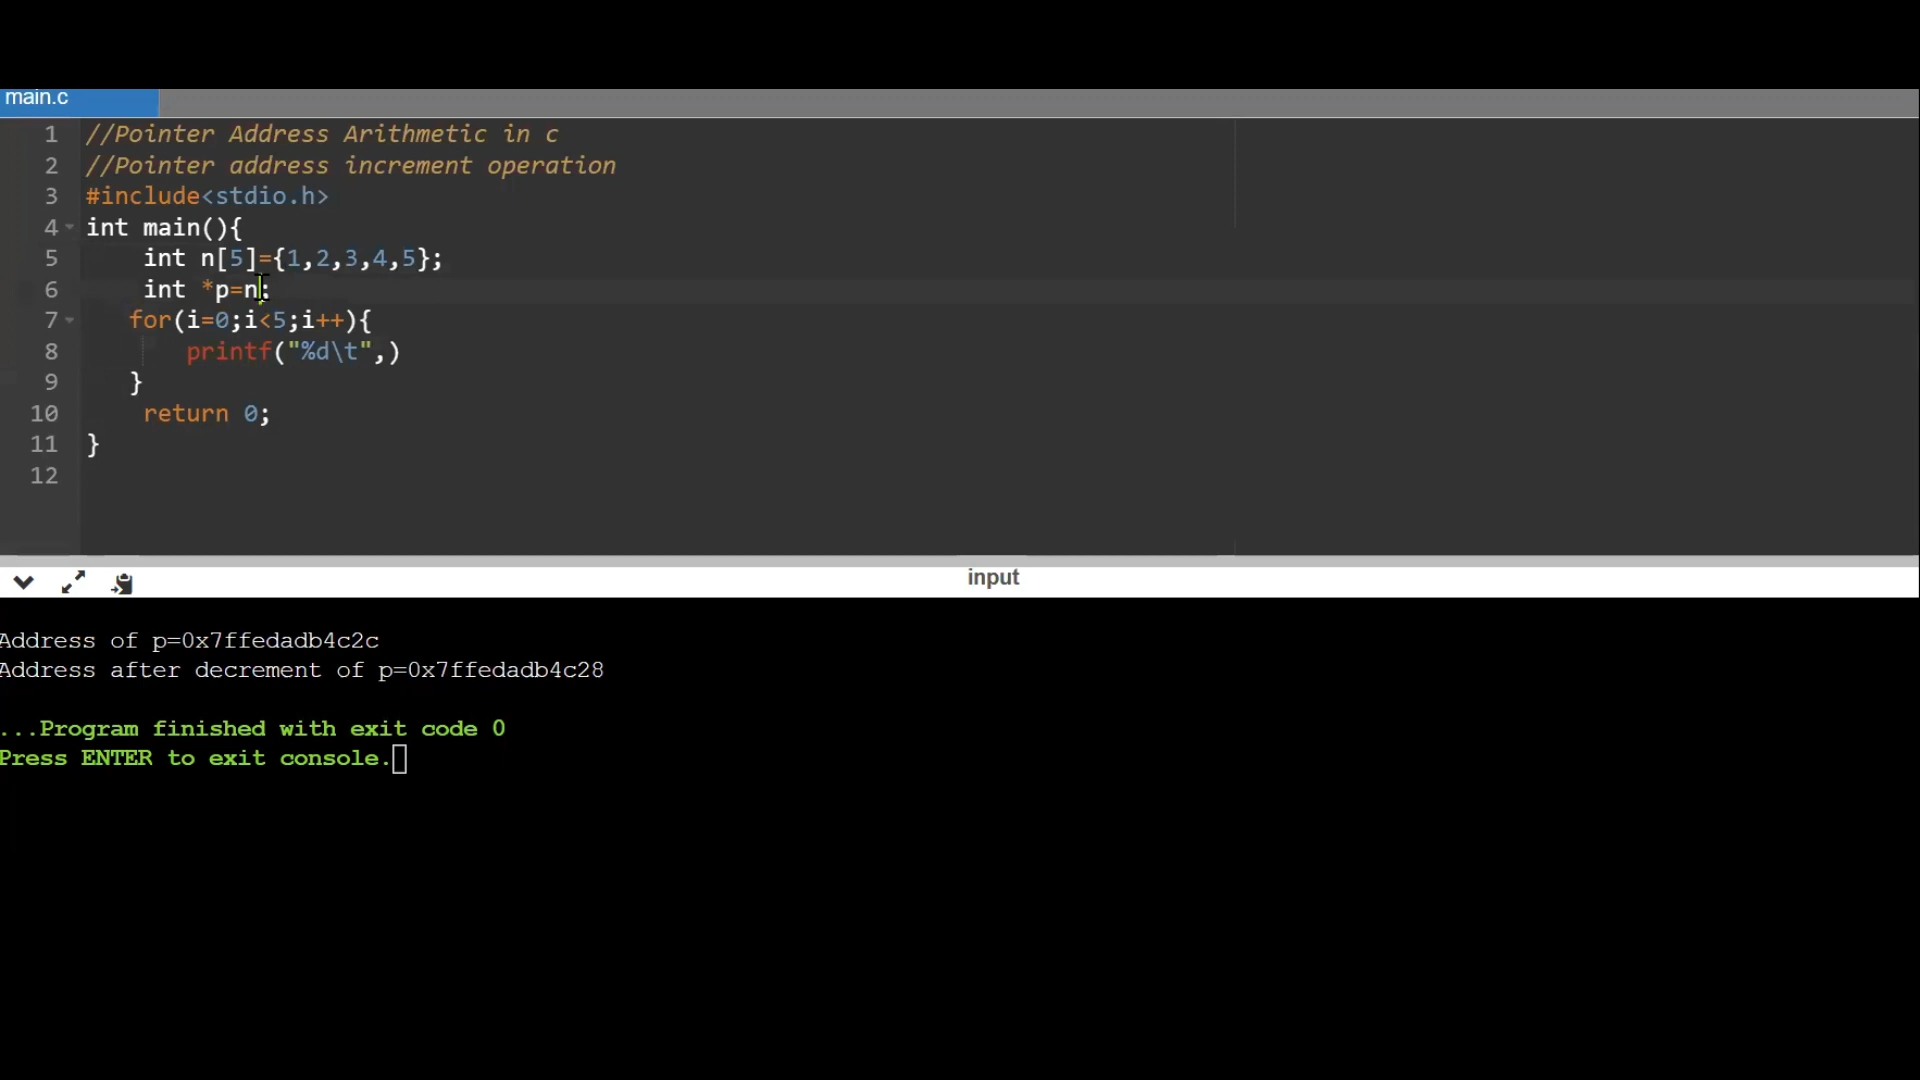 main.c
1 //Pointer Address Arithmetic in c
2 //Pointer address increment operation
3 #include<stdio.h>
4 int main(){
5 int n[5]={1,2,3,4,5};
6 int *p=n;
7 for(i=0;i<5;i++){
8 printf("%d\t",)
9 }
10 return 0;
11 }
12
input
Address of p=0x7ffedadb4c2c
Address after decrement of p=0x7ffedadb4c28
...Program finished with exit code 0
Press ENTER to exit console.